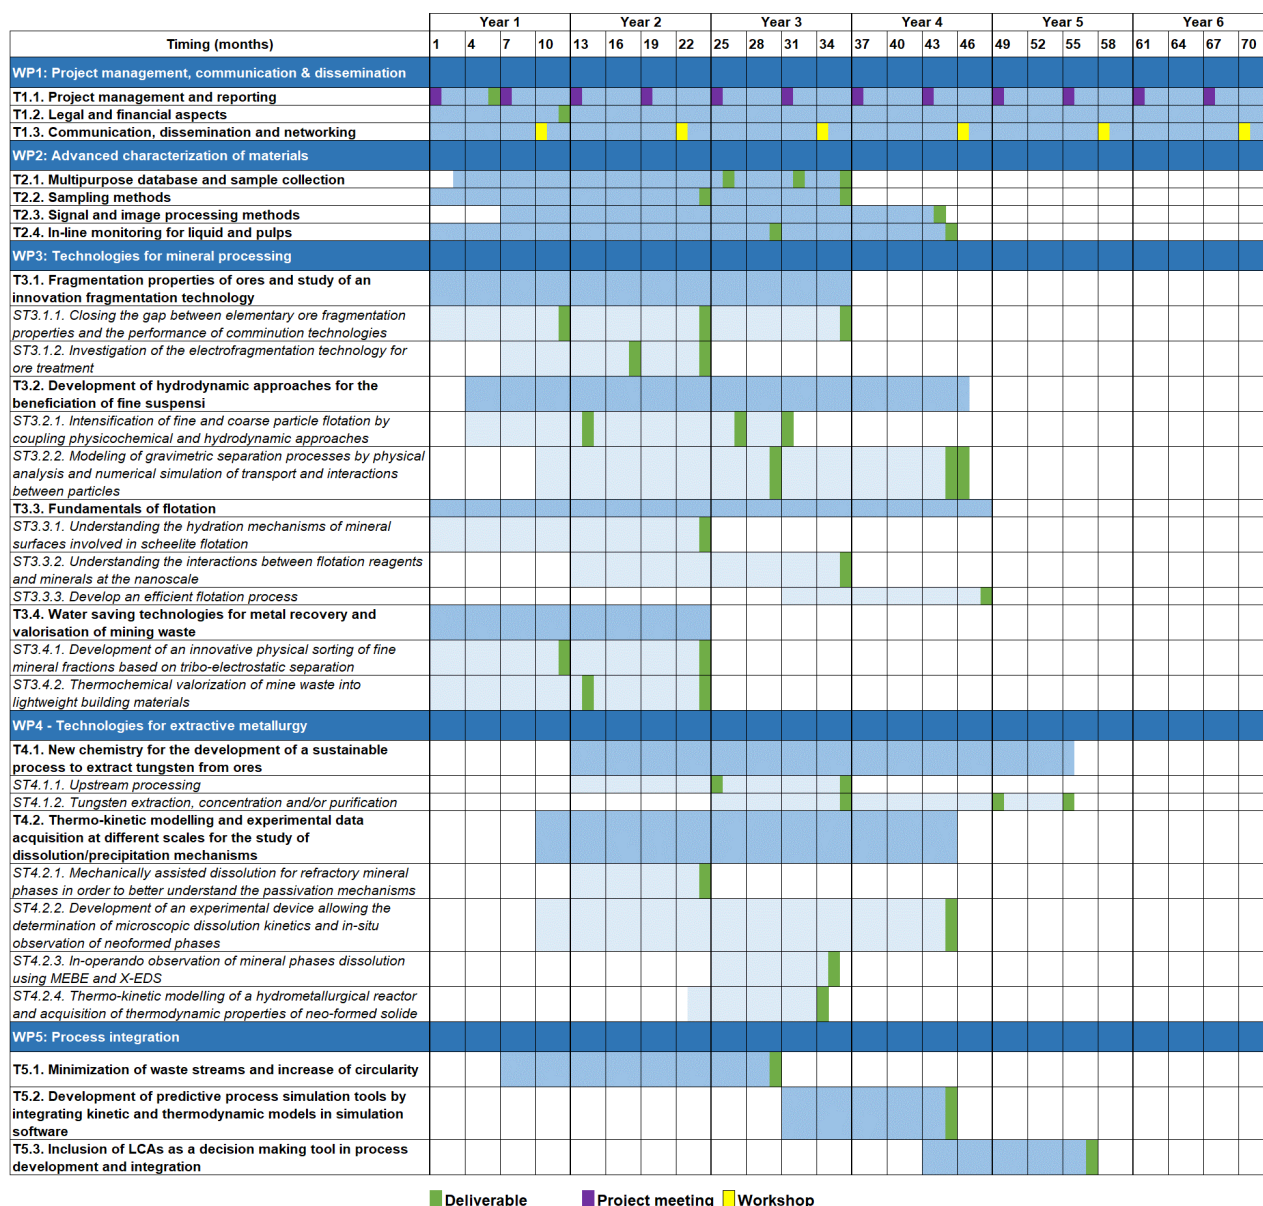 Year 1 Year 2 Year 3 Year 4 Year 5 Year 6
Timing (months) 1 4 7 10 13 16 19 22 25 28 31 34 37 40 43 46 49 52 55 58 61 64 67 70
WP1: Project management, communication & dissemination
T1.1. Project management and reporting
T1.2. Legal and financial aspects
T1.3. Communication, dissemination and networking
WP2: Advanced characterization of materials
T2.1. Multipurpose database and sample collection
T2.2. Sampling methods
T2.3. Signal and image processing methods
T2.4. In-line monitoring for liquid and pulps
WP3: Technologies for mineral processing
T3.1. Fragmentation properties of ores and study of an
innovation fragmentation technology
ST3.1.1. Closing the gap between elementary ore fragmentation
properties and the performance of comminution technologies
ST3.1.2. Investigation of the electrofragmentation technology for
ore treatment
T3.2. Development of hydrodynamic approaches for the
beneficiation of fine suspensi
ST3.2.1. Intensification of fine and coarse particle flotation by
coupling physicochemical and hydrodynamic approaches
ST3.2.2. Modeling of gravimetric separation processes by physical
analysis and numerical simulation of transport and interactions
between particles
T3.3. Fundamentals of flotation
ST3.3.1. Understanding the hydration mechanisms of mineral
surfaces involved in scheelite flotation
ST3.3.2. Understanding the interactions between flotation reagents
and minerals at the nanoscale
ST3.3.3. Develop an efficient flotation process
T3.4. Water saving technologies for metal recovery and
valorisation of mining waste
ST3.4.1. Development of an innovative physical sorting of fine
mineral fractions based on tribo-electrostatic separation
ST3.4.2. Thermochemical valorization of mine waste into
lightweight building materials
WP4 - Technologies for extractive metallurgy
T4.1. New chemistry for the development of a sustainable
process to extract tungsten from ores
ST4.1.1. Upstream processing
ST4.1.2. Tungsten extraction, concentration and/or purification
T4.2. Thermo-kinetic modelling and experimental data
acquisition at different scales for the study of
dissolution/precipitation mechanisms
ST4.2.1. Mechanically assisted dissolution for refractory mineral
phases in order to better understand the passivation mechanisms
ST4.2.2. Development of an experimental device allowing the
determination of microscopic dissolution kinetics and in-situ
observation of neoformed phases
ST4.2.3. In-operando observation of mineral phases dissolution
using MEBE and X-EDS
ST4.2.4. Thermo-kinetic modelling of a hydrometallurgical reactor
and acquisition of thermodynamic properties of neo-formed solide
WP5: Process integration
T5.1. Minimization of waste streams and increase of circularity
T5.2. Development of predictive process simulation tools by
integrating kinetic and thermodynamic models in simulation
software
T5.3. Inclusion of LCAs as a decision making tool in process
development and integration
Deliverable Project meeting Workshop